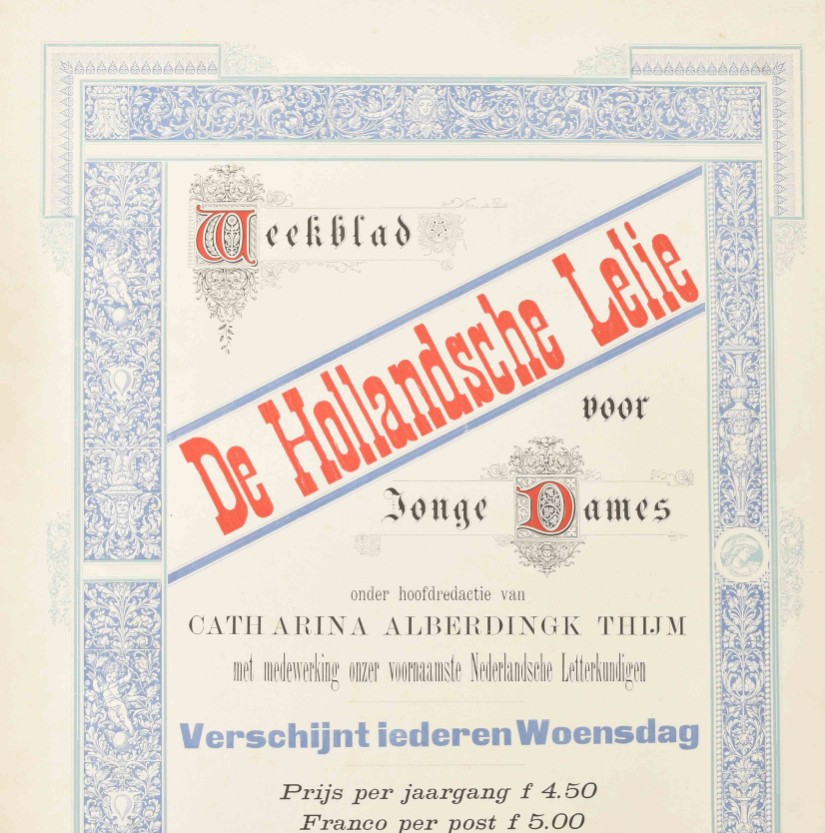 Weekblad
De Hollandsche Lelie
voor
Jonge Dames
onder hoofdredactie van
CATHARINA ALBERDINGK THIJM
met medewerking onzer voornaamste Nederlandsche Letterkundigen
Verschijnt iederen Woensdag
Prijs per jaargang f 4.50
Franco per post f 5.00